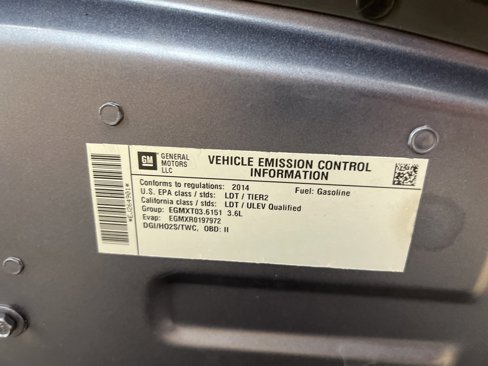 GM
GENERAL
MOTORS
LLC
VEHICLE EMISSION CONTROL
INFORMATION
Conforms to regulations: 2014 Fuel: Gasoline
U.S. EPA class / stds: LDT / TIER2
California class / stds: LDT / ULEV Qualified
Group: EGMXT03.6151 3.6L
Evap: EGMXR0197972
DGI/HO2S/TWC, OBD: II